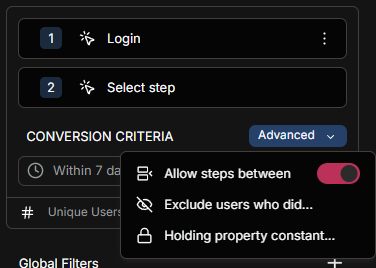 1 Login
2 Select step
CONVERSION CRITERIA Advanced
Within 7 da
Allow steps between
# Unique Users
Exclude users who did...
Holding property constant...
Global Filters